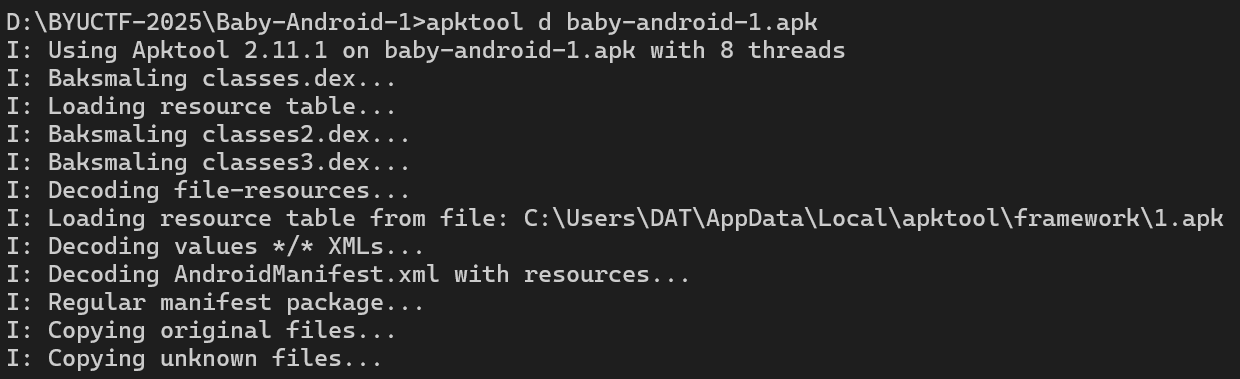 D:\BYUCTF-2025\Baby-Android-1>apktool d baby-android-1.apk
I: Using Apktool 2.11.1 on baby-android-1.apk with 8 threads
I: Baksmaling classes.dex...
I: Loading resource table...
I: Baksmaling classes2.dex...
I: Baksmaling classes3.dex...
I: Decoding file-resources...
I: Loading resource table from file: C:\Users\DAT\AppData\Local\apktool\framework\1.apk
I: Decoding values */* XMLs...
I: Decoding AndroidManifest.xml with resources...
I: Regular manifest package...
I: Copying original files...
I: Copying unknown files...